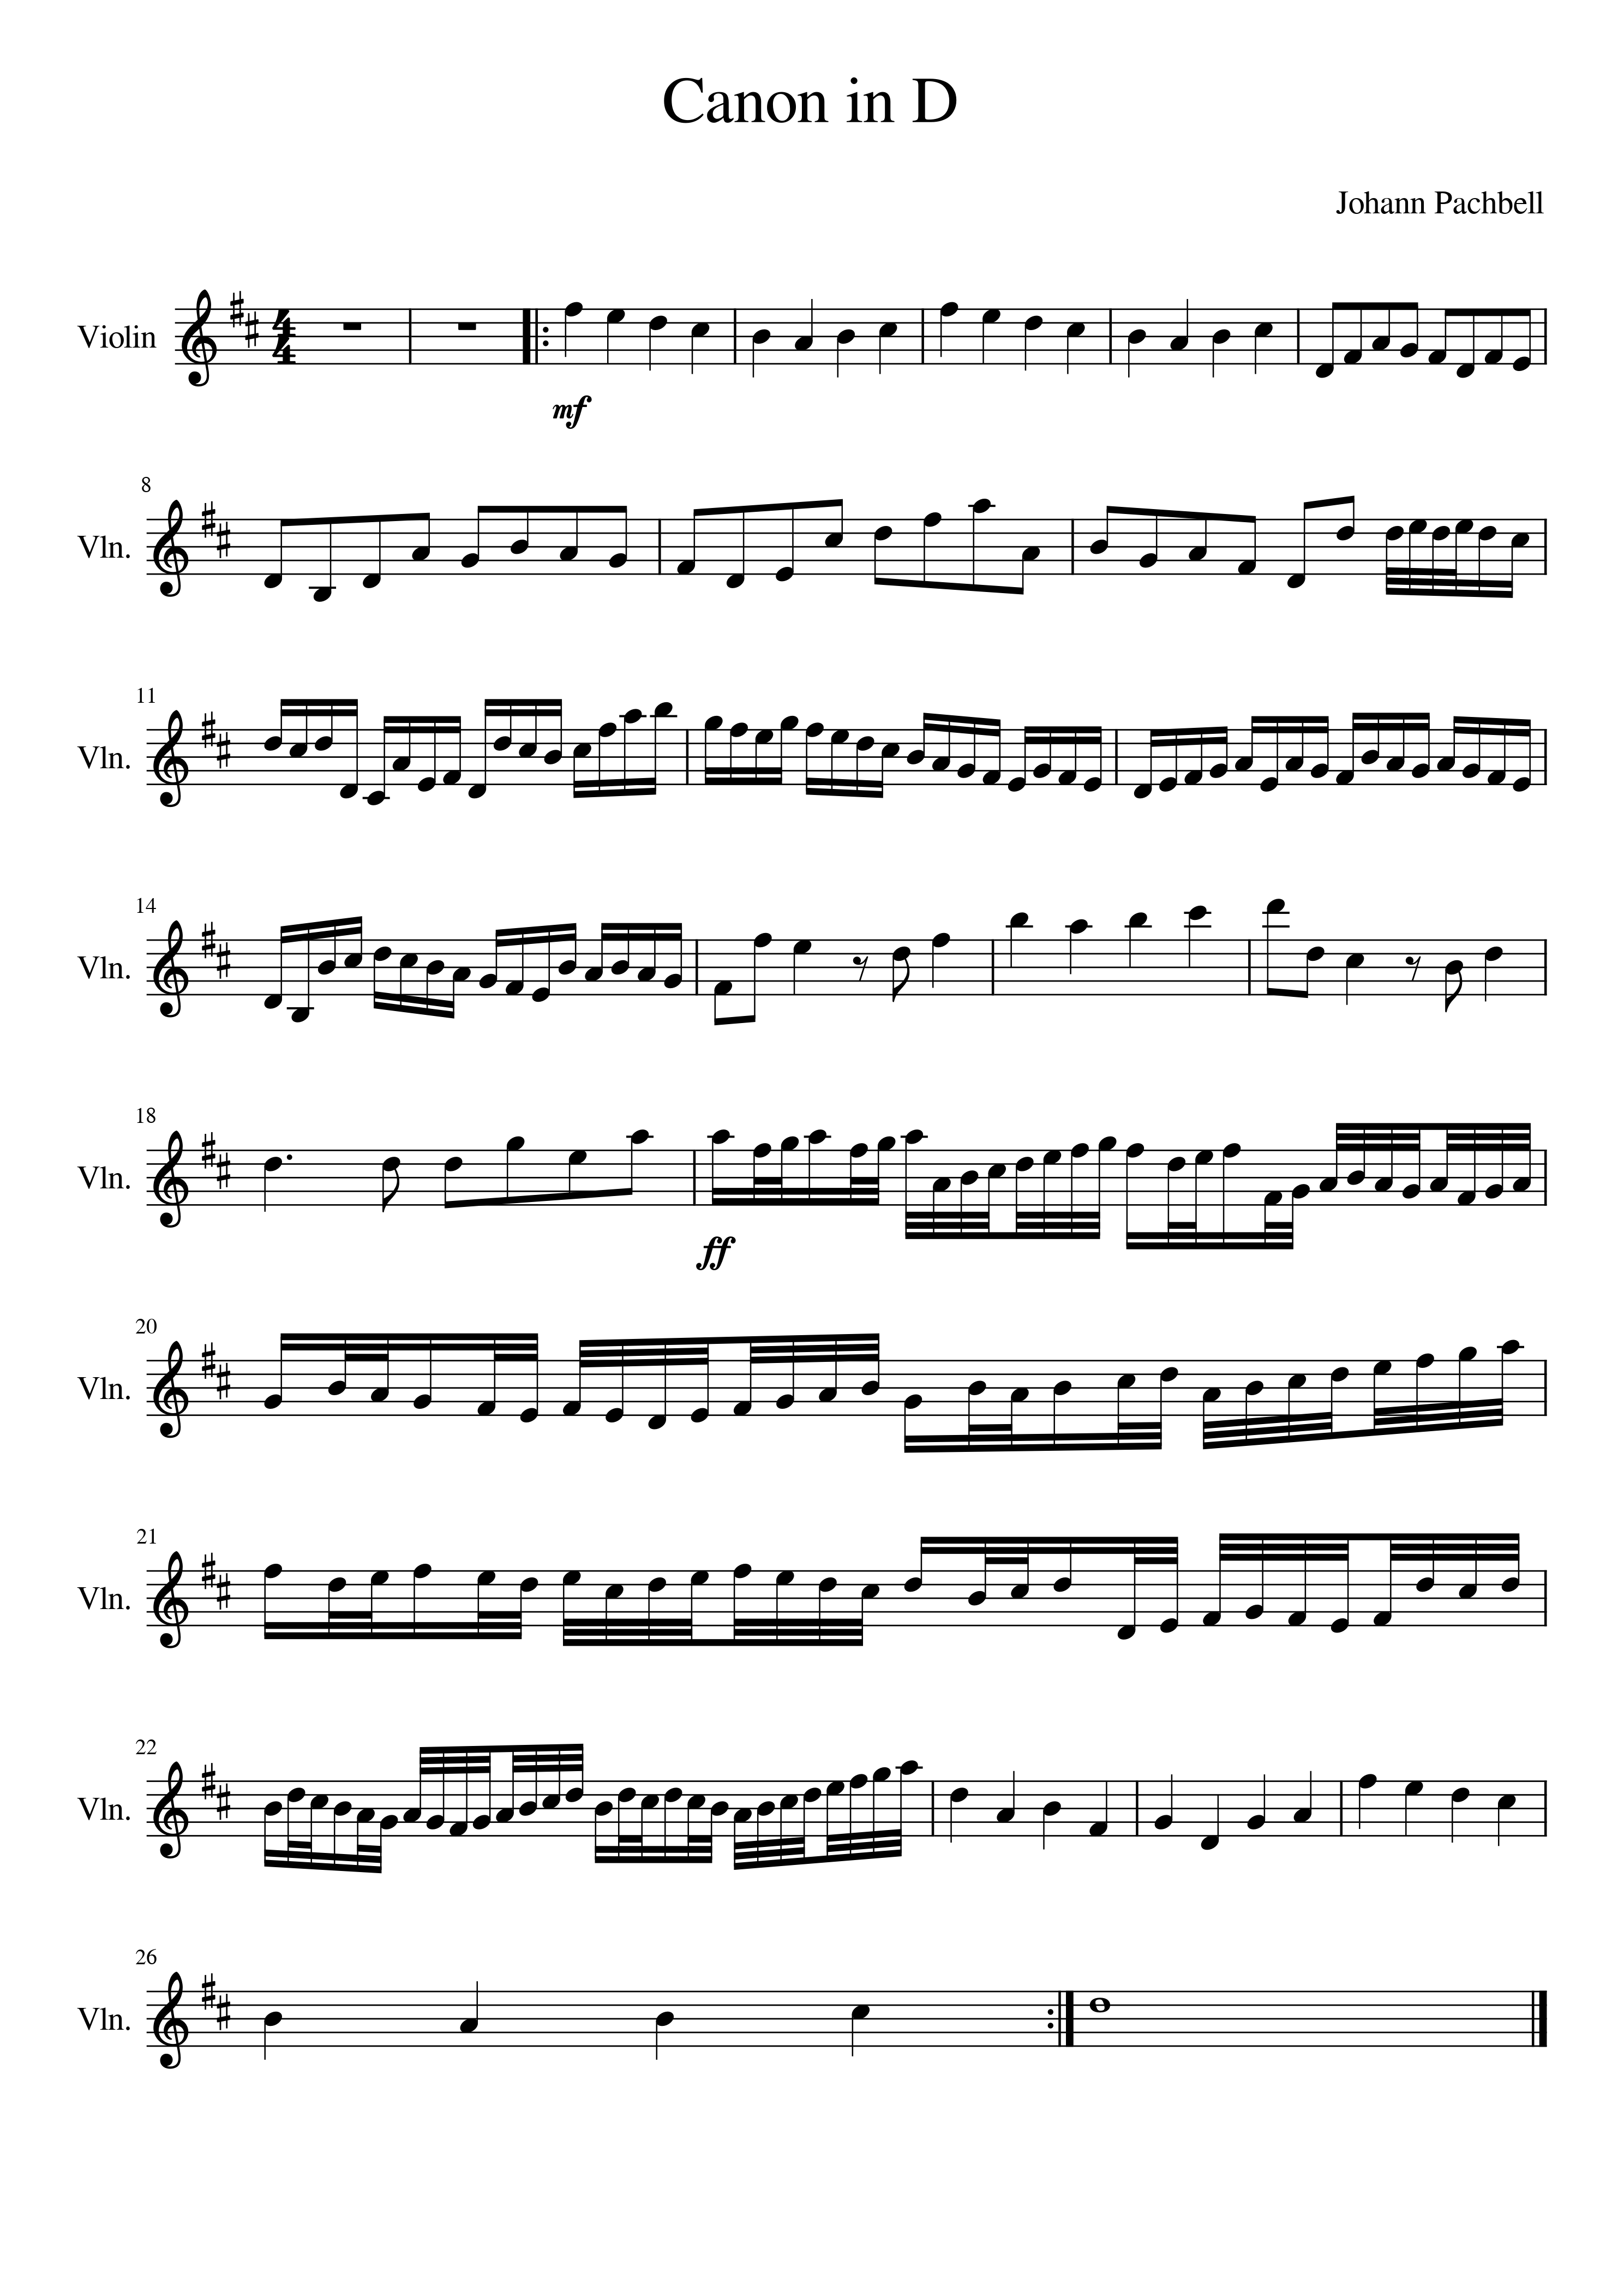 Canon in D
Johann Pachbell
Violin
4
4
mf
8
Vln.
11
Vln.
14
Vln.
18
Vln.
ff
20
Vln.
21
Vln.
22
Vln.
26
Vln.